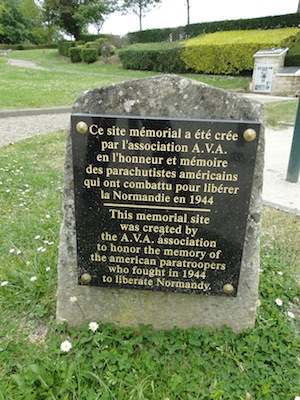 Ce site mémorial a été crée
par l'association A.V.A.
en l'honneur et mémoire
des parachutistes américains
qui ont combattu pour libérer
la Normandie en 1944
This memorial site
was created by
the A.V.A. association
to honor the memory of
the american paratroopers
who fought in 1944
to liberate Normandy.